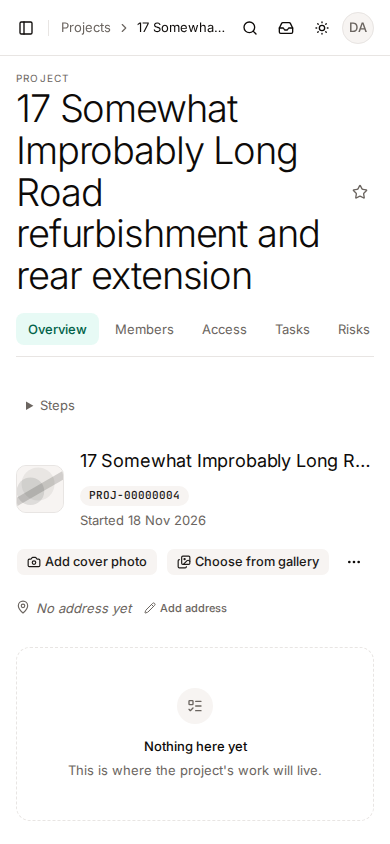 Projects > 17 Somewha... DA
PROJECT
17 Somewhat
Improbably Long
Road
refurbishment and
rear extension
Overview Members Access Tasks Risks
Steps
17 Somewhat Improbably Long R...
PROJ-00000004
Started 18 Nov 2026
Add cover photo Choose from gallery
No address yet Add address
Nothing here yet
This is where the project's work will live.